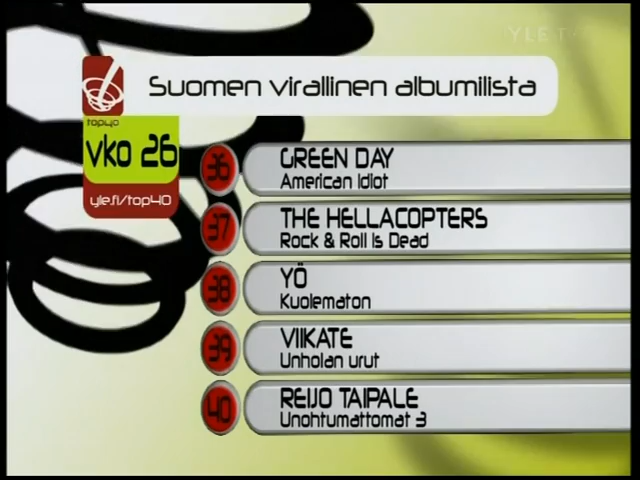 YLE T
Suomen virallinen albumilista
top40
vko 26
yle.fi/top40
36
GREEN DAY
American Idiot
37
THE HELLACOPTERS
Rock & Roll Is Dead
38
YÖ
Kuolematon
39
VIIKATE
Unholan urut
40
REIJO TAIPALE
Unohtumattomat 3